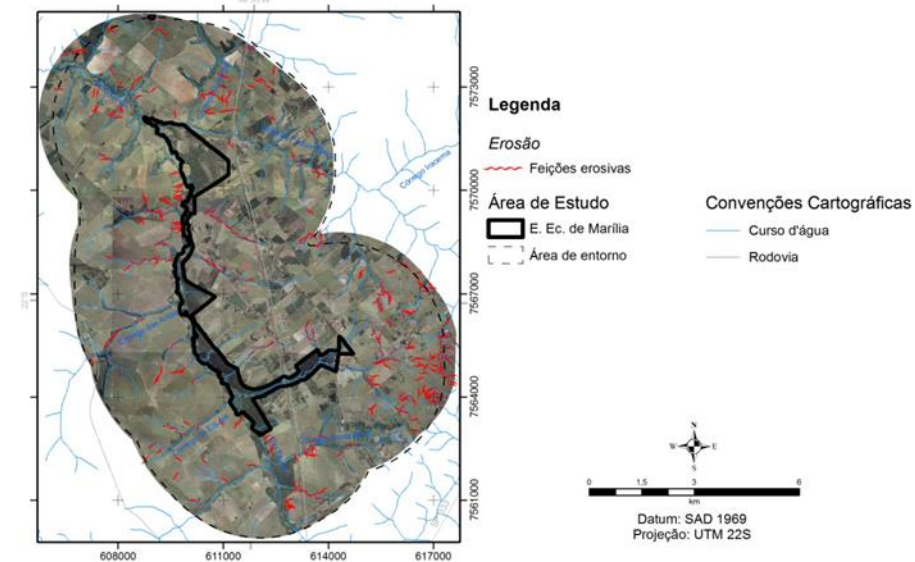 7573000
Legenda
Erosão
Feições erosivas
Córrego Iracema
7570000
Área de Estudo
Convenções Cartográficas
E. Ec. de Marília
Curso d'água
Área de entorno
Rodovia
7567000
7564000
N
W
E
S
0
1,5
3
6
km
7561000
Datum: SAD 1969
Projeção: UTM 22S
608000
611000
614000
617000